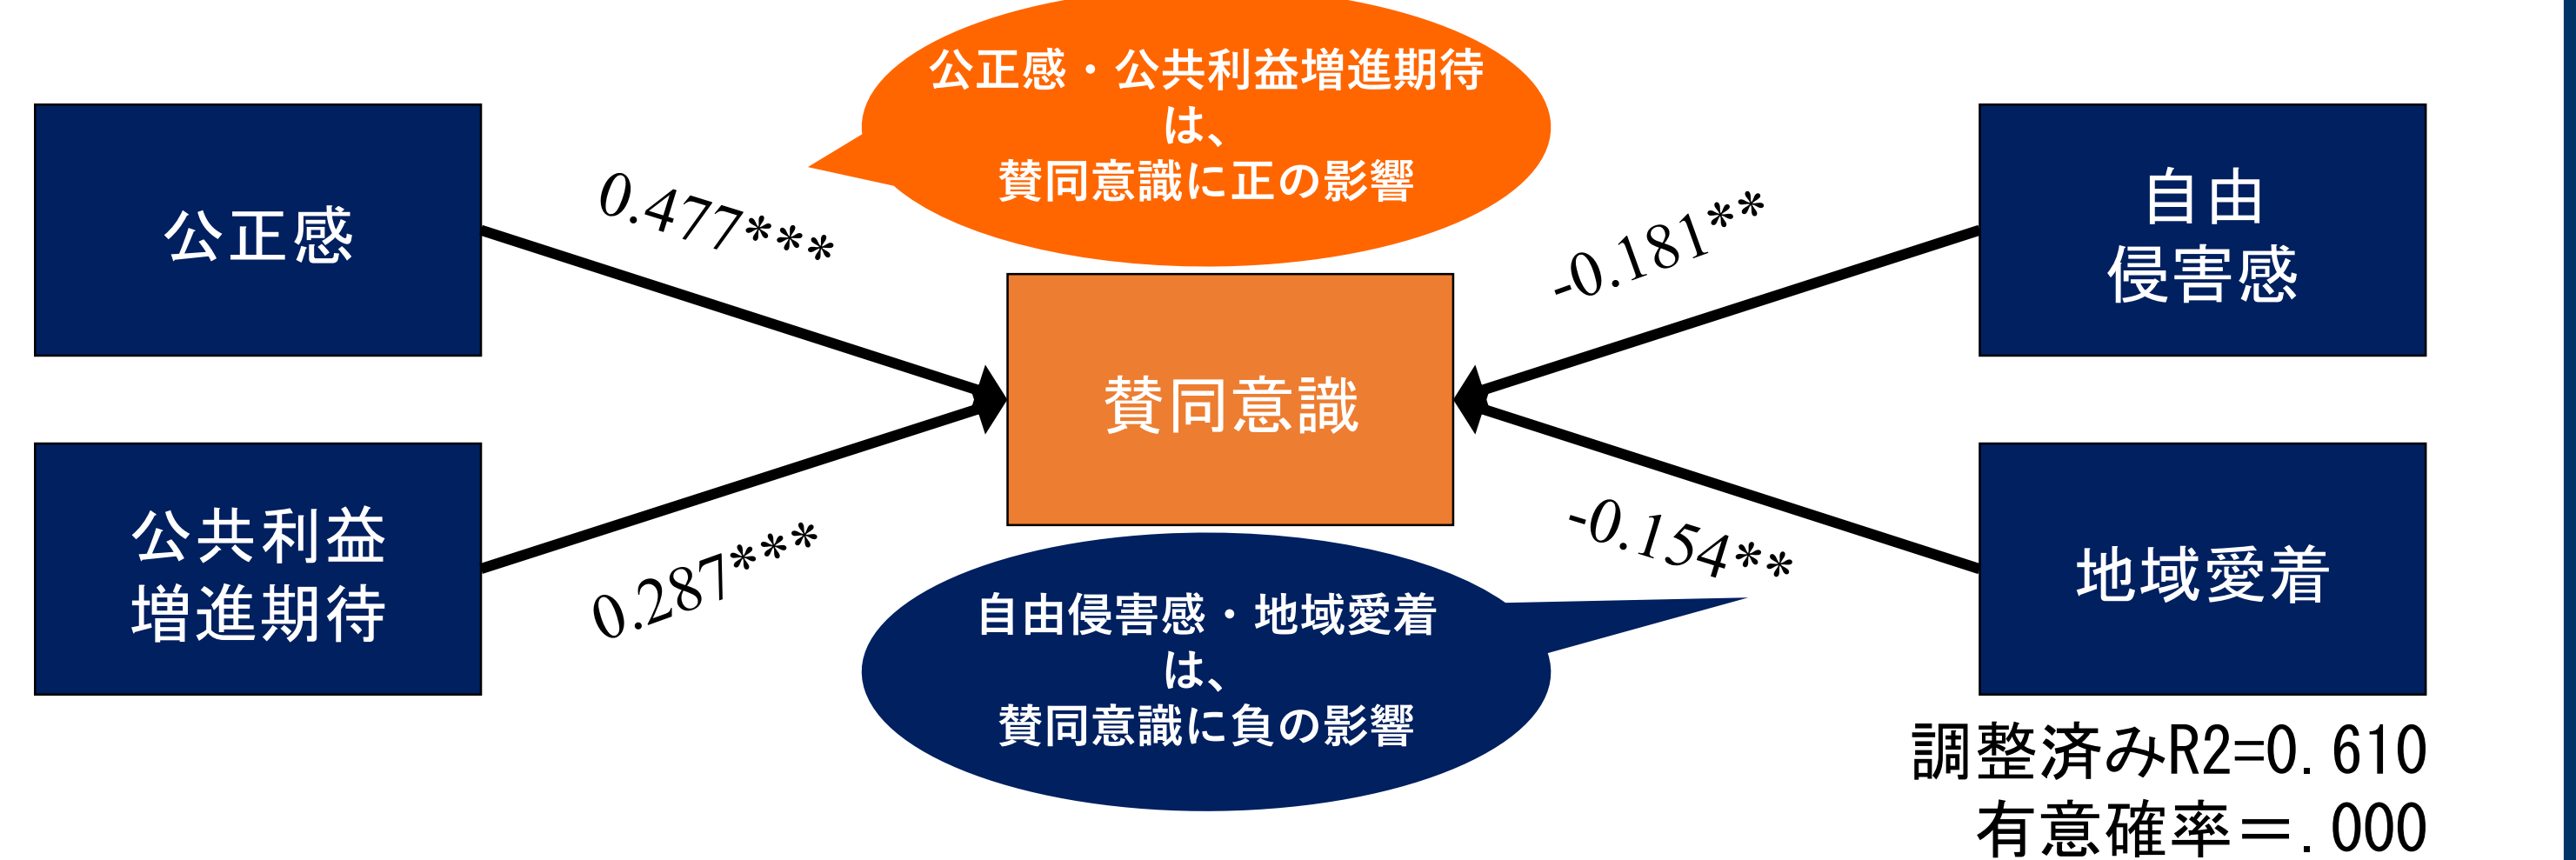 公正感・公共利益増進期待
は、
賛同意識に正の影響
公正感
0.477***
-0.181**
自由
侵害感
賛同意識
公共利益
増進期待
0.287***
-0.154**
地域愛着
自由侵害感・地域愛着
は、
賛同意識に負の影響
調整済みR2=0.610
有意確率＝.000